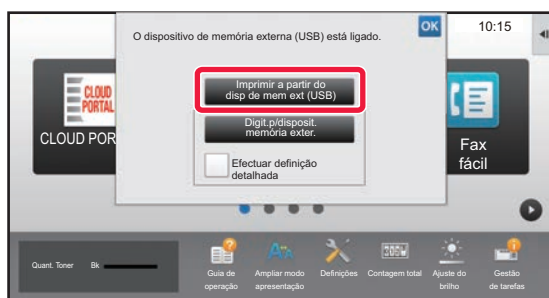 O dispositivo de memória externa (USB) está ligado.
OK
10:15
Imprimir a partir do
disp de mem ext (USB)
Digit.p/disposit.
memória exter.
Efectuar definição
detalhada
CLOUD
PORTAL
CLOUD POR
Fax
fácil
Quant. Toner
Bk
Guia de
operação
Ampliar modo
apresentação
Definições
Contagem total
Ajuste do
brilho
Gestão
de tarefas